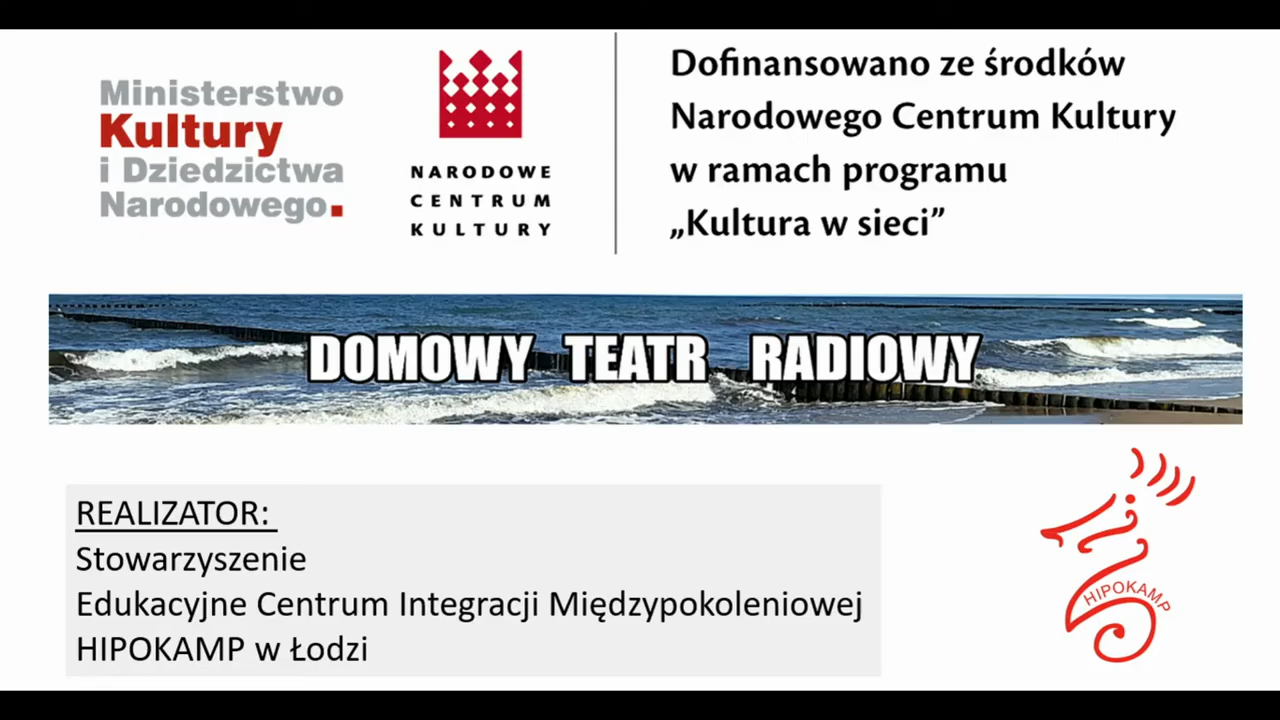 Ministerstwo
Kultury
i Dziedzictwa
Narodowego.
NARODOWE
CENTRUM
KULTURY
Dofinansowano ze środków
Narodowego Centrum Kultury
w ramach programu
„Kultura w sieci”
DOMOWY TEATR RADIOWY
REALIZATOR:
Stowarzyszenie
Edukacyjne Centrum Integracji Międzypokoleniowej
HIPOKAMP w Łodzi
HIPOKAMP